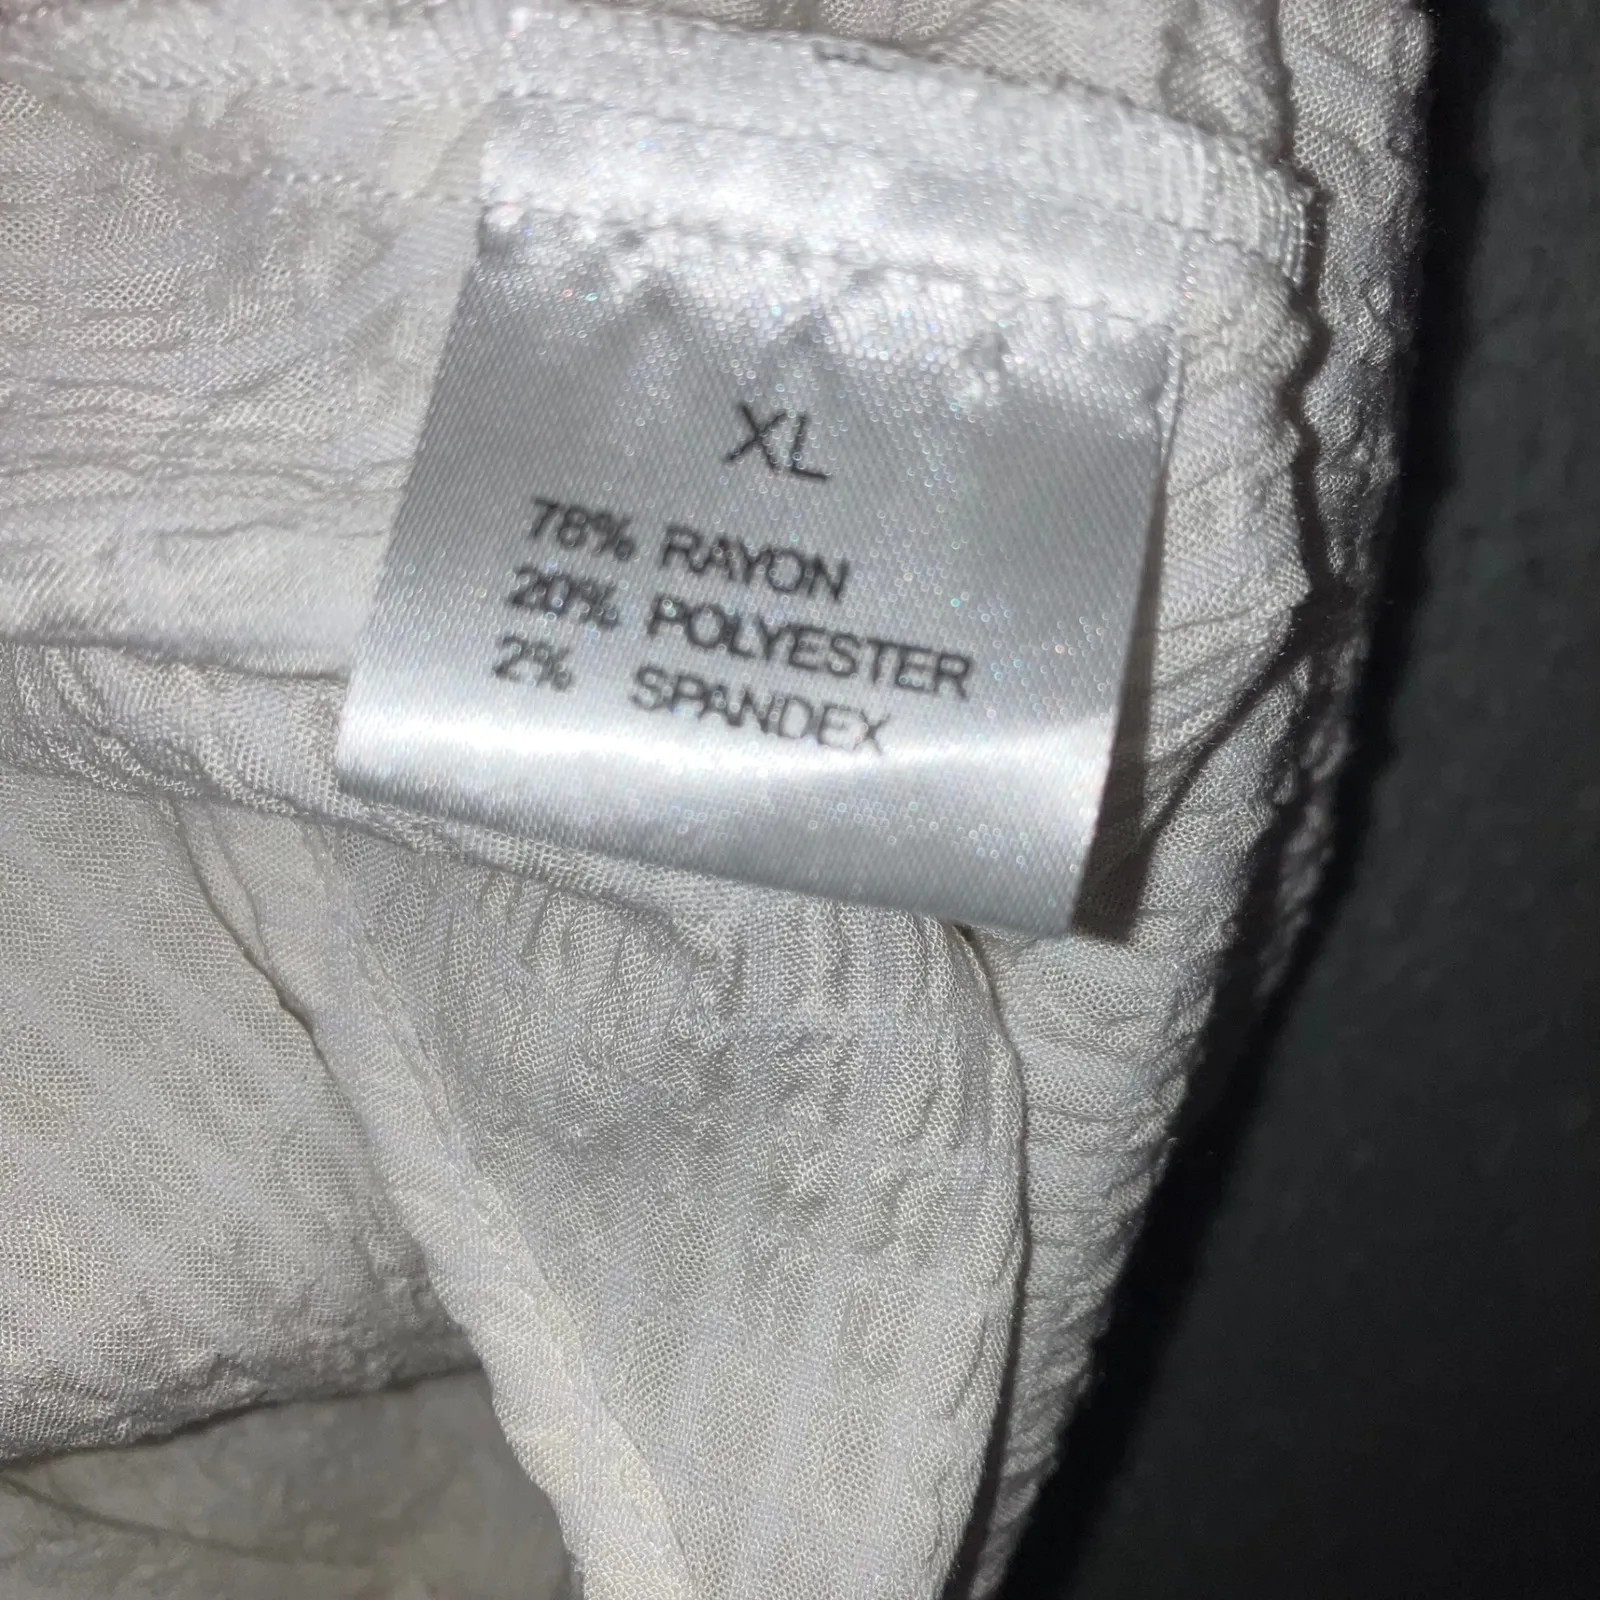 XL
78% RAYON
20% POLYESTER
2% SPANDEX